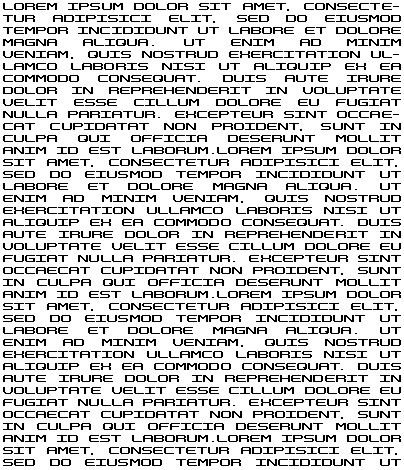 LOREM IPSUM DOLOR SIT AMET, CONSECTE-
TUR ADIPISICI ELIT, SED DO EIUSMOD
TEMPOR INCIDIDUNT UT LABORE ET DOLORE
MAGNA ALIQUA. UT ENIM AD MINIM
VENIAM, QUIS NOSTRUD EXERCITATION UL-
LAMCO LABORIS NISI UT ALIQUIP EX EA
COMMODO CONSEQUAT. DUIS AUTE IRURE
DOLOR IN REPREHENDERIT IN VOLUPTATE
VELIT ESSE CILLUM DOLORE EU FUGIAT
NULLA PARIATUR. EXCEPTEUR SINT OCCAE-
CAT CUPIDATAT NON PROIDENT, SUNT IN
CULPA QUI OFFICIA DESERUNT MOLLIT
ANIM ID EST LABORUM.LOREM IPSUM DOLOR
SIT AMET, CONSECTETUR ADIPISICI ELIT,
SED DO EIUSMOD TEMPOR INCIDIDUNT UT
LABORE ET DOLORE MAGNA ALIQUA. UT
ENIM AD MINIM VENIAM, QUIS NOSTRUD
EXERCITATION ULLAMCO LABORIS NISI UT
ALIQUIP EX EA COMMODO CONSEQUAT. DUIS
AUTE IRURE DOLOR IN REPREHENDERIT IN
VOLUPTATE VELIT ESSE CILLUM DOLORE EU
FUGIAT NULLA PARIATUR. EXCEPTEUR SINT
OCCAECAT CUPIDATAT NON PROIDENT, SUNT
IN CULPA QUI OFFICIA DESERUNT MOLLIT
ANIM ID EST LABORUM.LOREM IPSUM DOLOR
SIT AMET, CONSECTETUR ADIPISICI ELIT,
SED DO EIUSMOD TEMPOR INCIDIDUNT UT
LABORE ET DOLORE MAGNA ALIQUA. UT
ENIM AD MINIM VENIAM, QUIS NOSTRUD
EXERCITATION ULLAMCO LABORIS NISI UT
ALIQUIP EX EA COMMODO CONSEQUAT. DUIS
AUTE IRURE DOLOR IN REPREHENDERIT IN
VOLUPTATE VELIT ESSE CILLUM DOLORE EU
FUGIAT NULLA PARIATUR. EXCEPTEUR SINT
OCCAECAT CUPIDATAT NON PROIDENT, SUNT
IN CULPA QUI OFFICIA DESERUNT MOLLIT
ANIM ID EST LABORUM.LOREM IPSUM DOLOR
SIT AMET, CONSECTETUR ADIPISICI ELIT,
SED DO EIUSMOD TEMPOR INCIDIDUNT UT